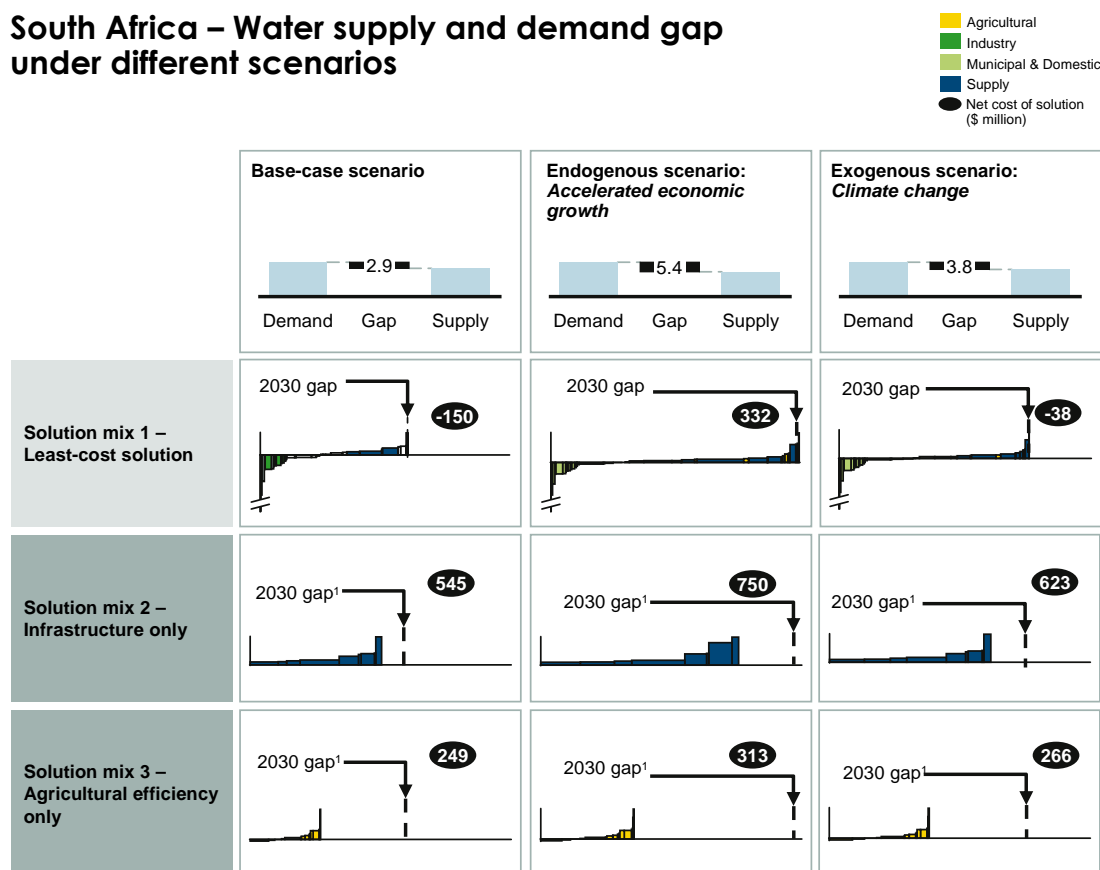 South Africa – Water supply and demand gap
under different scenarios
Agricultural
Industry
Municipal & Domestic
Supply
Net cost of solution
($ million)
Base-case scenario
2.9
Demand Gap Supply
Endogenous scenario:
Accelerated economic
growth
5.4
Demand Gap Supply
Exogenous scenario:
Climate change
3.8
Demand Gap Supply
Solution mix 1 –
Least-cost solution
2030 gap
-150
2030 gap
332
2030 gap
-38
Solution mix 2 –
Infrastructure only
2030 gap¹
545
2030 gap¹
750
2030 gap¹
623
Solution mix 3 –
Agricultural efficiency
only
2030 gap¹
249
2030 gap¹
313
2030 gap¹
266